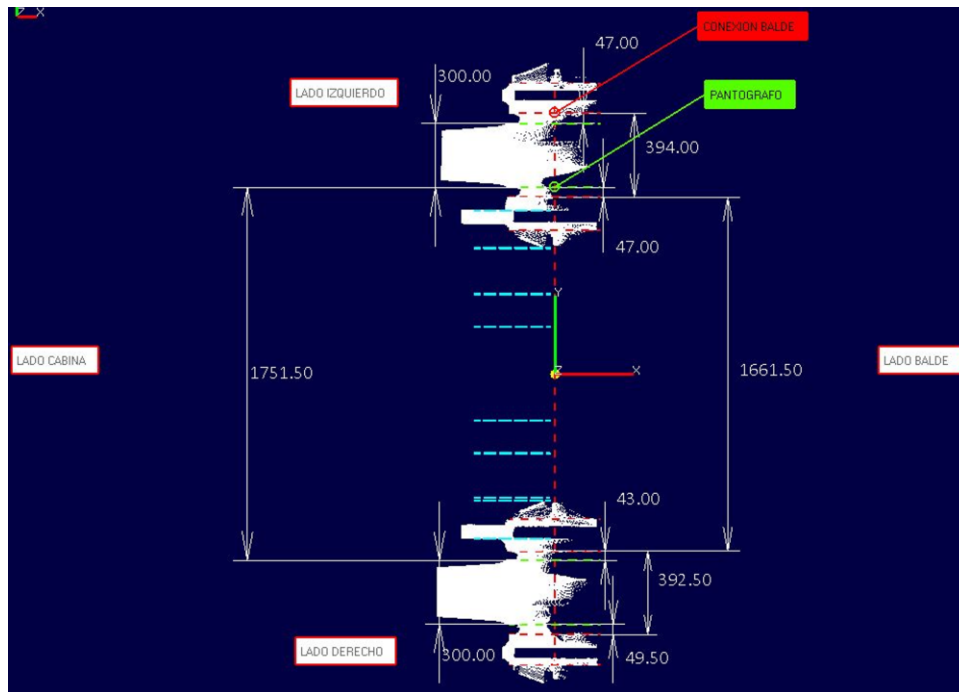 Z X
CONEXION BALDE
47.00
300.00
LADO IZQUIERDO
PANTOGRAFO
394.00
47.00
Y
LADO CABINA
1751.50
Z X
1661.50
LADO BALDE
43.00
392.50
LADO DERECHO
300.00
49.50